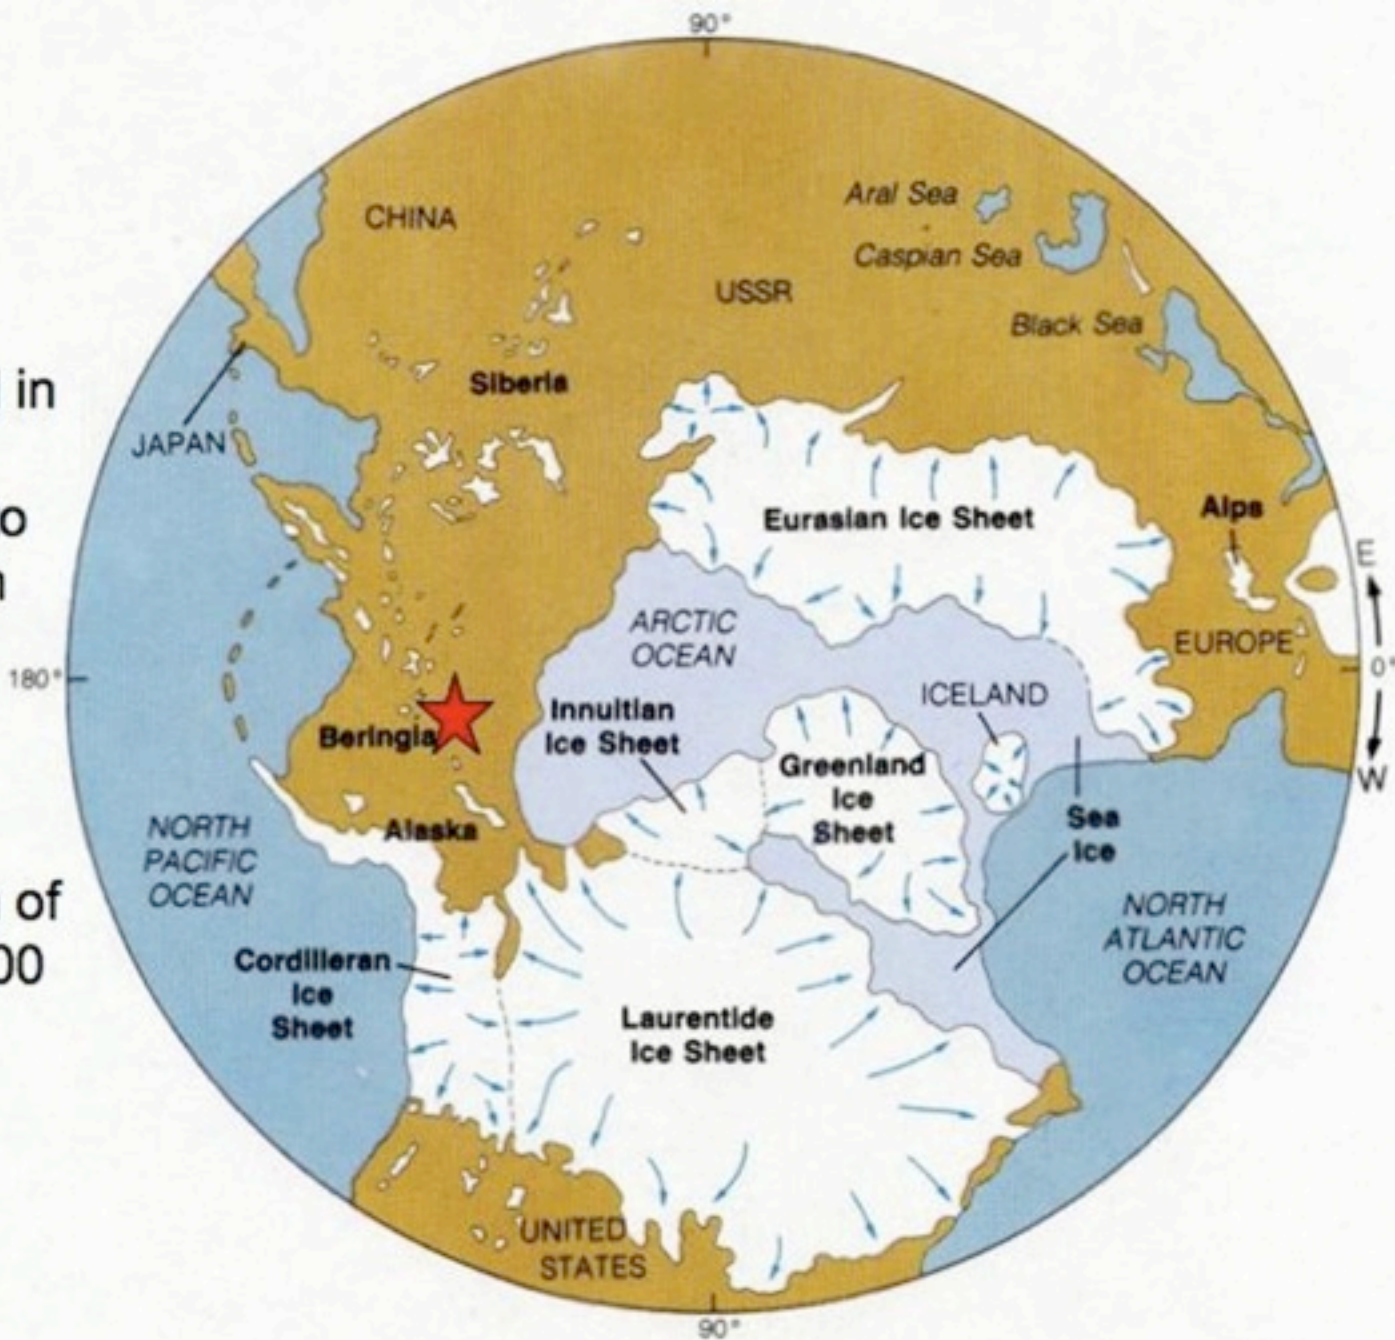 90°
CHINA
Aral Sea
Caspian Sea
USSR
Black Sea
Siberia
in
JAPAN
o
Eurasian Ice Sheet
Alps
E
ARCTIC
OCEAN
EUROPE
180°
0°
ICELAND
Innuitian
Ice Sheet
Beringia
Greenland
Ice
Sheet
W
Alaska
Sea
Ice
NORTH
PACIFIC
OCEAN
of
00
NORTH
ATLANTIC
OCEAN
Cordilleran
Ice
Sheet
Laurentide
Ice Sheet
UNITED
STATES
90°